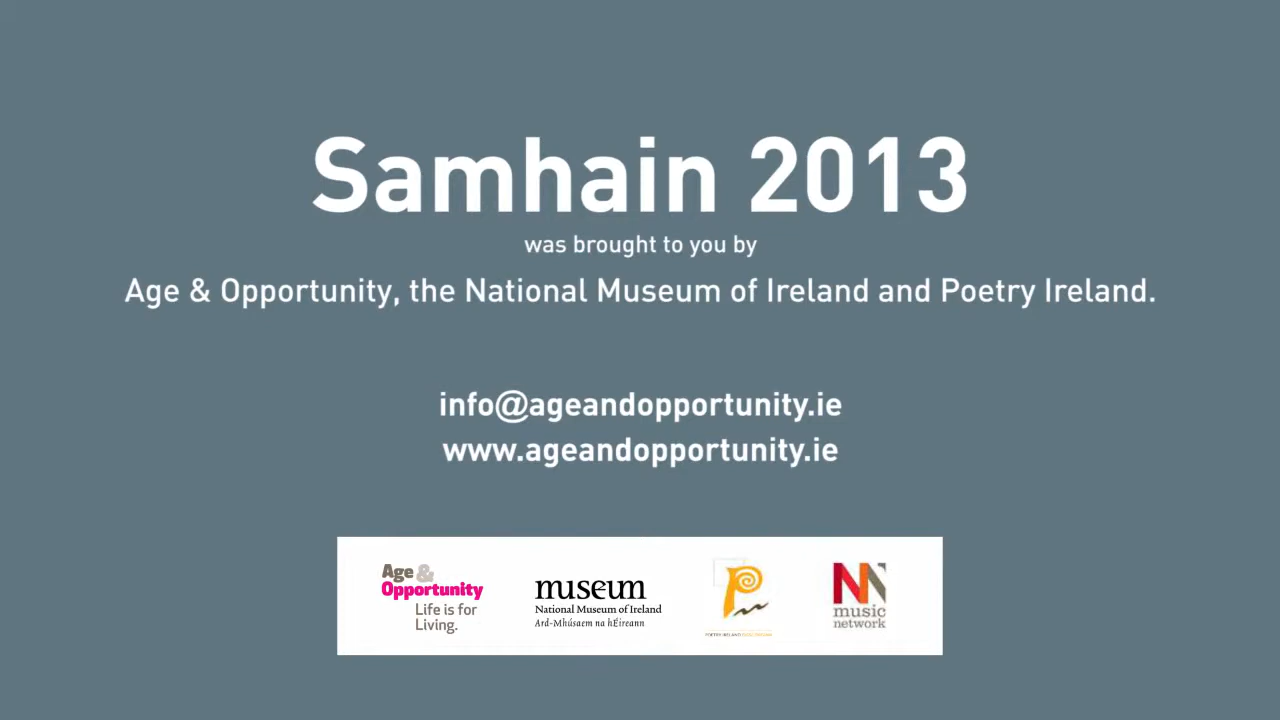 Samhain 2013
was brought to you by
Age & Opportunity, the National Museum of Ireland and Poetry Ireland.
info@ageandopportunity.ie
www.ageandopportunity.ie
Age &
Opportunity
Life is for
Living.
museum
National Museum of Ireland
Ard-Mhúsaem na hÉireann
POETRY IRELAND
music
network